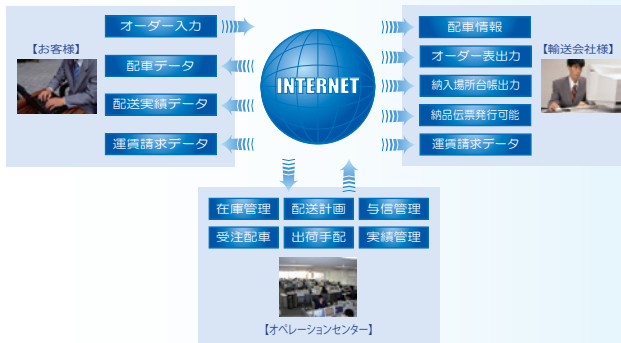 【お客様】
オーダー入力
配車データ
配送実績データ
運賃請求データ
INTERNET
【輸送会社様】
配車情報
オーダー表出力
納入場所台帳出力
納品伝票発行可能
運賃請求データ
在庫管理 配送計画 与信管理
受注配車 出荷手配 実績管理
【オペレーションセンター】